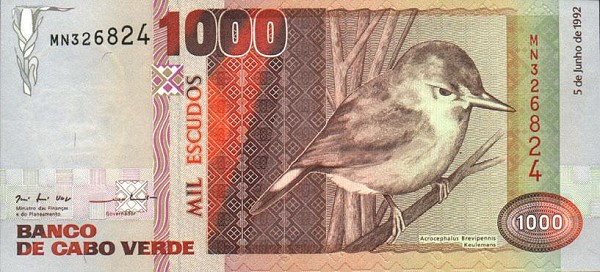 MN326824
1000
MIL ESCUDOS
5 de Junho de 1992
MN326824
Ministro das Finanças
e do Planeamento
Governador
BANCO
DE CABO VERDE
Acrocephalus Brevipennis
Keulemans
1000